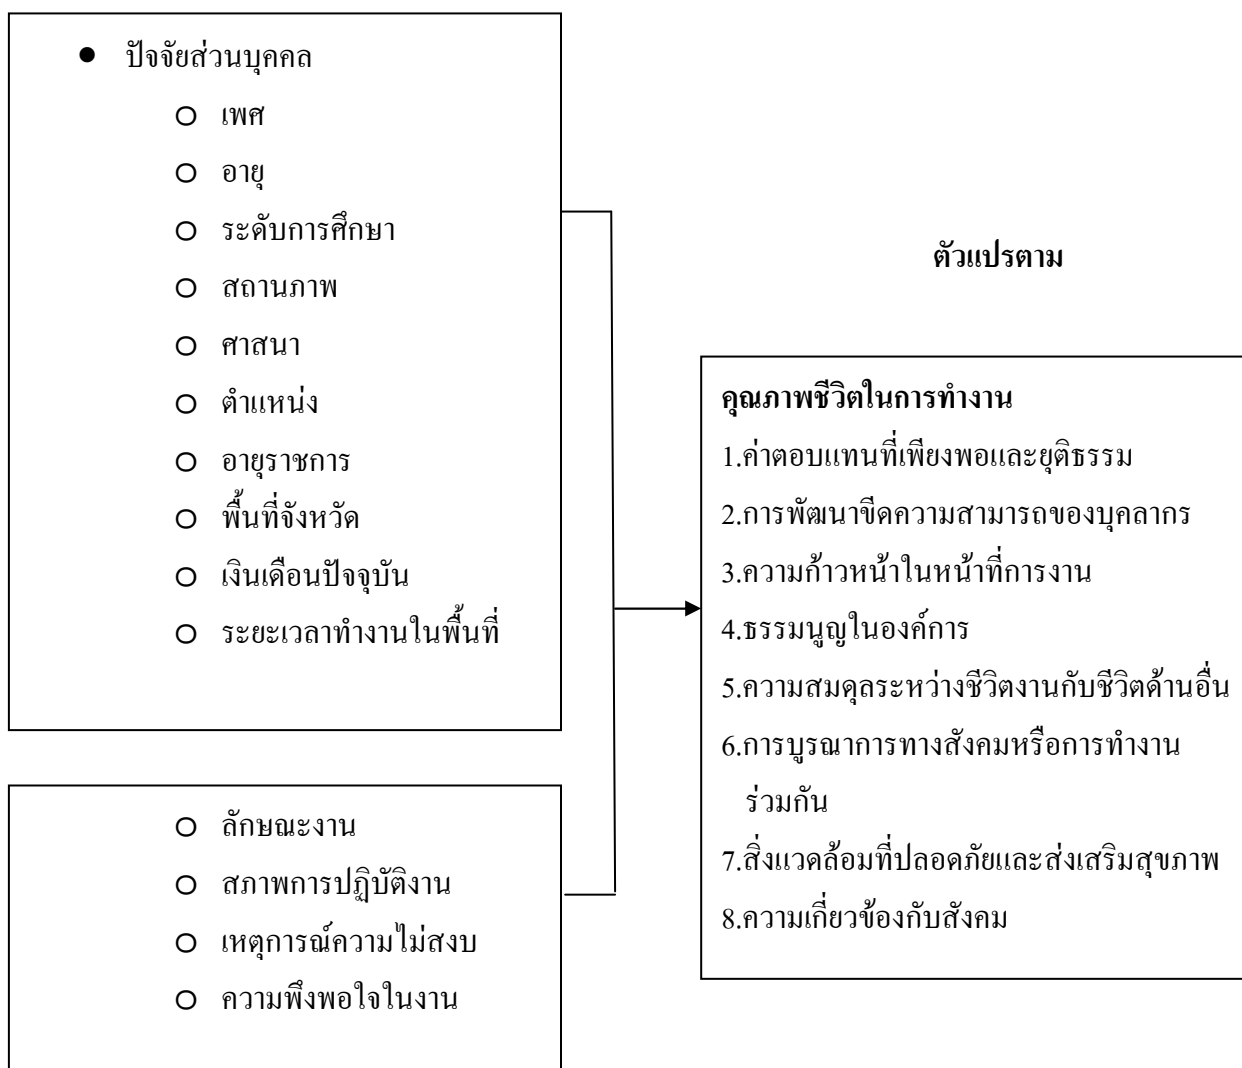 ● ปัจจัยส่วนบุคคล
o เพศ
o อายุ
o ระดับการศึกษา
o สถานภาพ
o ศาสนา
o ตำแหน่ง
o อายุราชการ
o พื้นที่จังหวัด
o เงินเดือนปัจจุบัน
o ระยะเวลาทำงานในพื้นที่
o ลักษณะงาน
o สภาพการปฏิบัติงาน
o เหตุการณ์ความไม่สงบ
o ความพึงพอใจในงาน
ตัวแปรตาม
คุณภาพชีวิตในการทำงาน
1.ค่าตอบแทนที่เพียงพอและยุติธรรม
2.การพัฒนาขีดความสามารถของบุคลากร
3.ความก้าวหน้าในหน้าที่การงาน
4.ธรรมนูญในองค์การ
5.ความสมดุลระหว่างชีวิตงานกับชีวิตด้านอื่น
6.การบูรณาการทางสังคมหรือการทำงาน
ร่วมกัน
7.สิ่งแวดล้อมที่ปลอดภัยและส่งเสริมสุขภาพ
8.ความเกี่ยวข้องกับสังคม